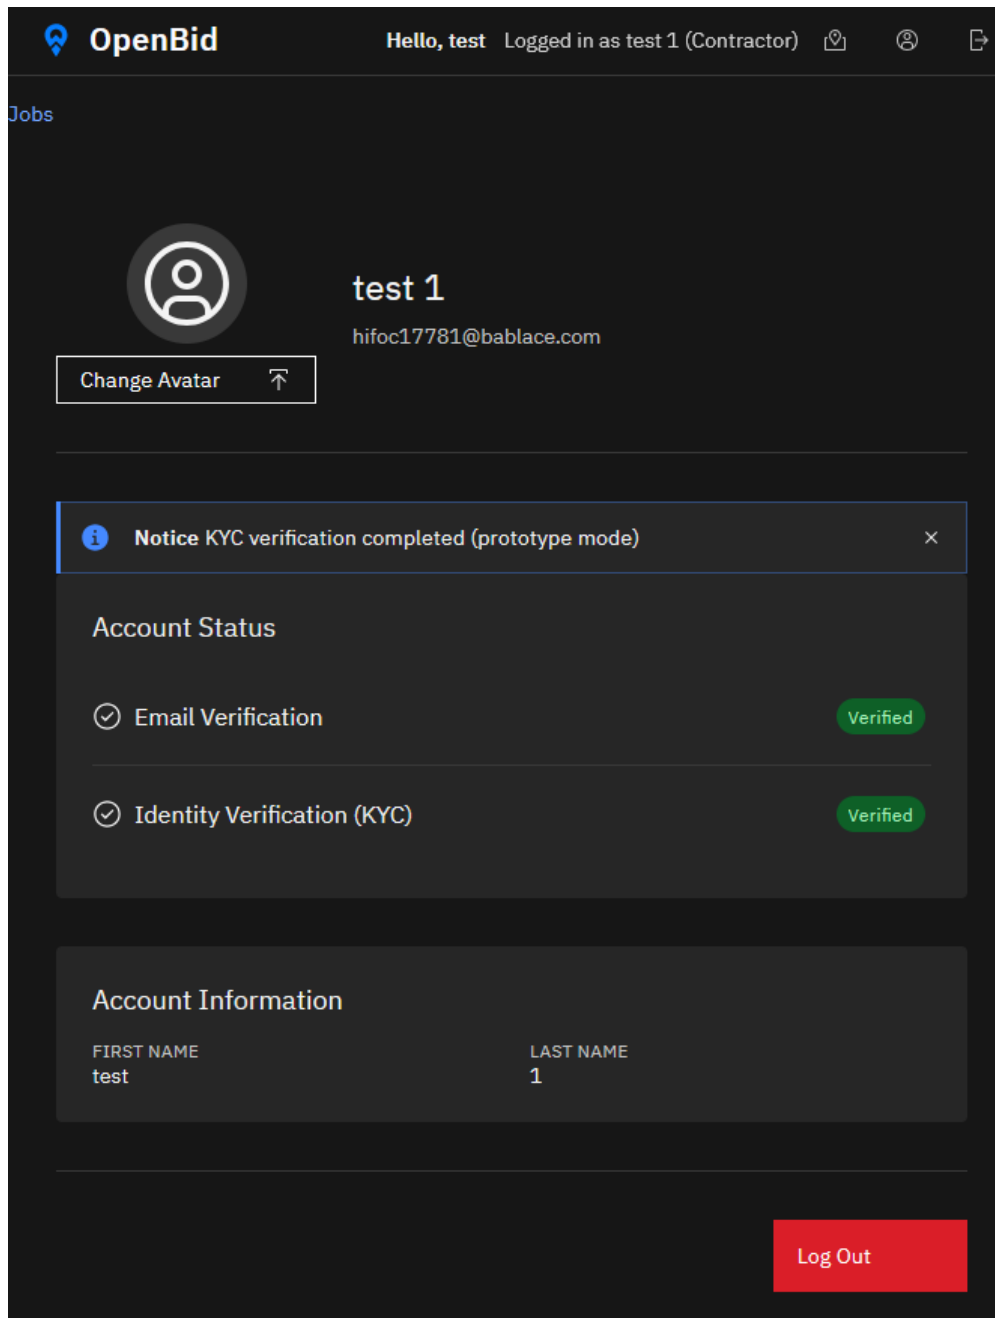 OpenBid
Hello, test Logged in as test 1 (Contractor)
Jobs
test 1
hifoc17781@bablace.com
Change Avatar
Notice KYC verification completed (prototype mode)
Account Status
Email Verification Verified
Identity Verification (KYC) Verified
Account Information
FIRST NAME LAST NAME
test 1
Log Out